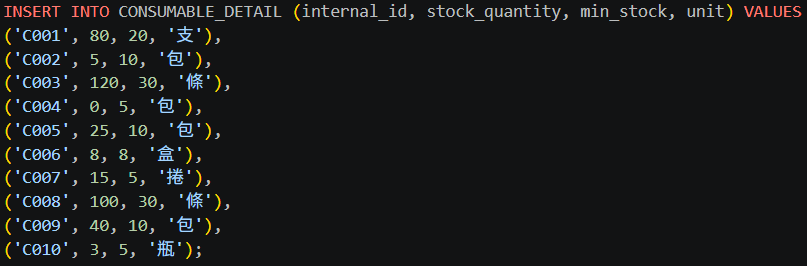 INSERT INTO CONSUMABLE_DETAIL (internal_id, stock_quantity, min_stock, unit) VALUES
('C001', 80, 20, '支'),
('C002', 5, 10, '包'),
('C003', 120, 30, '條'),
('C004', 0, 5, '包'),
('C005', 25, 10, '包'),
('C006', 8, 8, '盒'),
('C007', 15, 5, '捲'),
('C008', 100, 30, '條'),
('C009', 40, 10, '包'),
('C010', 3, 5, '瓶');